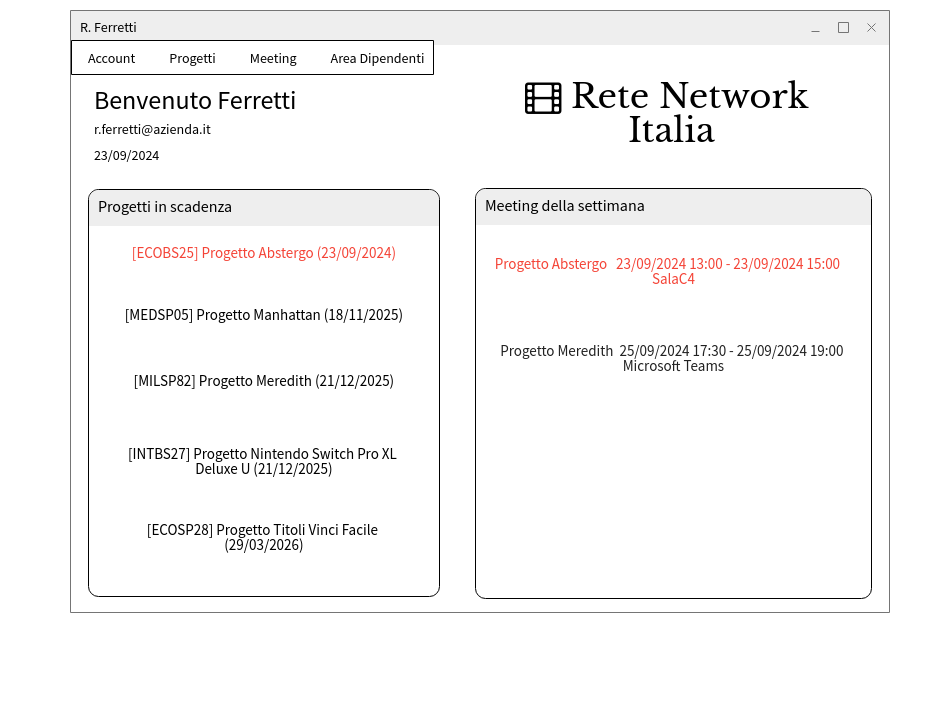 R. Ferretti
Account Progetti Meeting Area Dipendenti
Benvenuto Ferretti
r.ferretti@azienda.it
23/09/2024
Rete Network
Italia
Progetti in scadenza
[ECOBS25] Progetto Abstergo (23/09/2024)
[MEDSP05] Progetto Manhattan (18/11/2025)
[MILSP82] Progetto Meredith (21/12/2025)
[INTBS27] Progetto Nintendo Switch Pro XL
Deluxe U (21/12/2025)
[ECOSP28] Progetto Titoli Vinci Facile
(29/03/2026)
Meeting della settimana
Progetto Abstergo 23/09/2024 13:00 - 23/09/2024 15:00
SalaC4
Progetto Meredith 25/09/2024 17:30 - 25/09/2024 19:00
Microsoft Teams